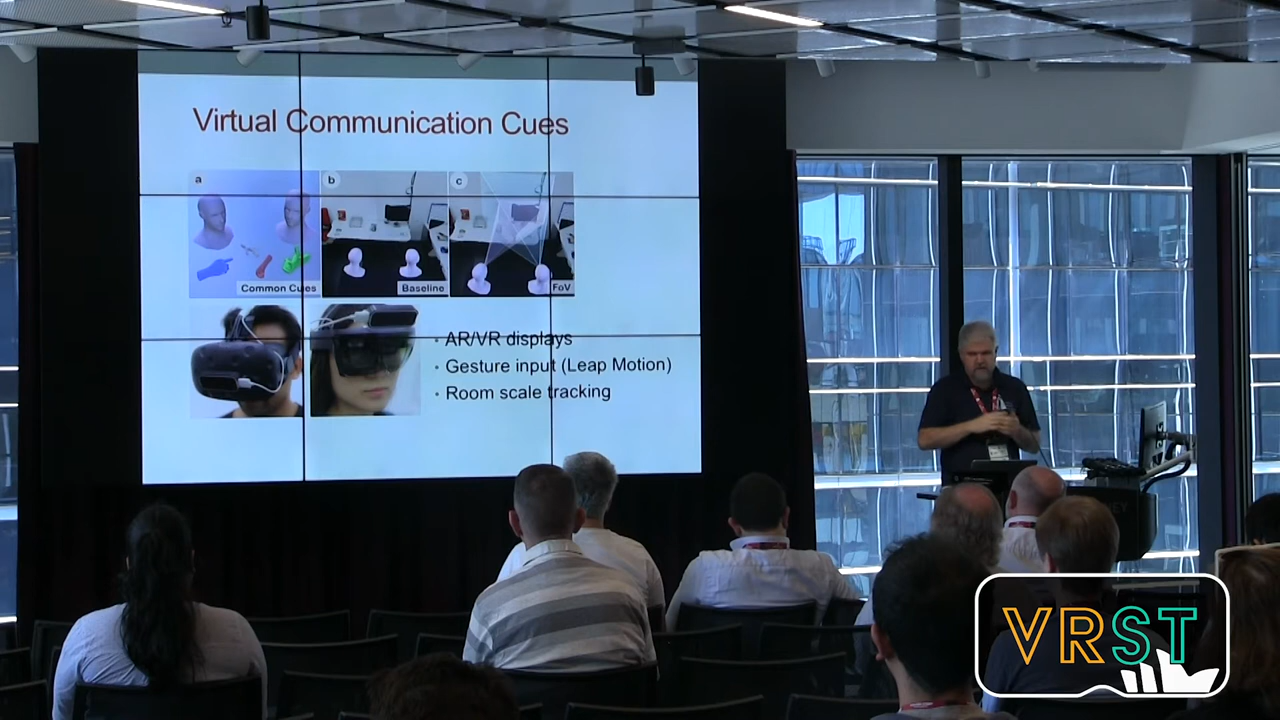 Virtual Communication Cues
a
b
c
Common Cues
Baseline
FoV
• AR/VR displays
• Gesture input (Leap Motion)
• Room scale tracking
VRST